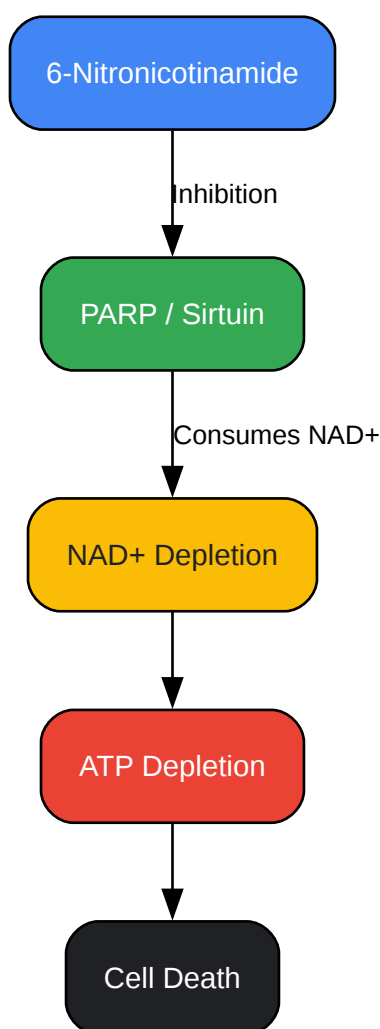 6-Nitronicotinamide
Inhibition
PARP / Sirtuin
Consumes NAD+
NAD+ Depletion
ATP Depletion
Cell Death